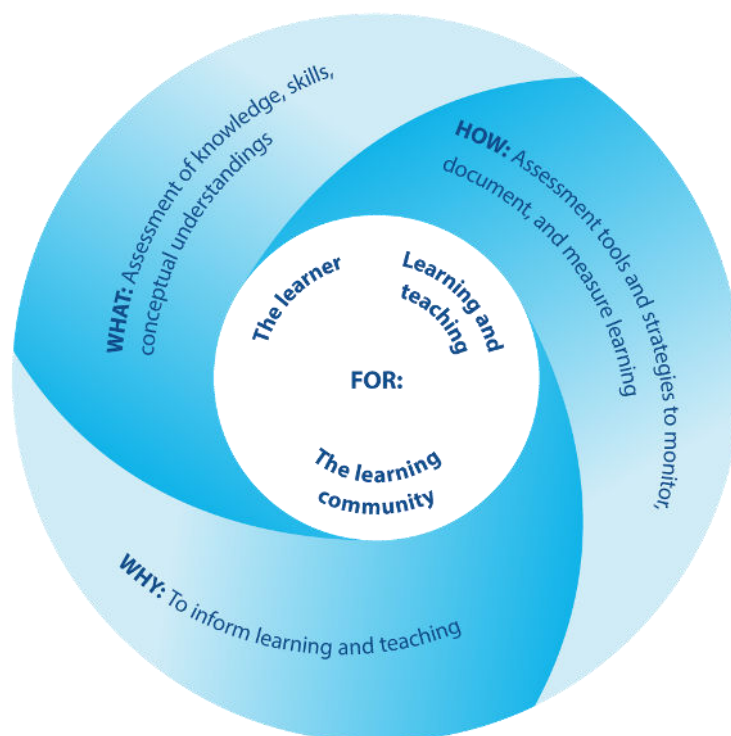 WHAT: Assessment of knowledge, skills,
conceptual understandings
HOW: Assessment tools and strategies to monitor,
document, and measure learning
The learner
Learning and
teaching
FOR:
The learning
community
WHY: To inform learning and teaching